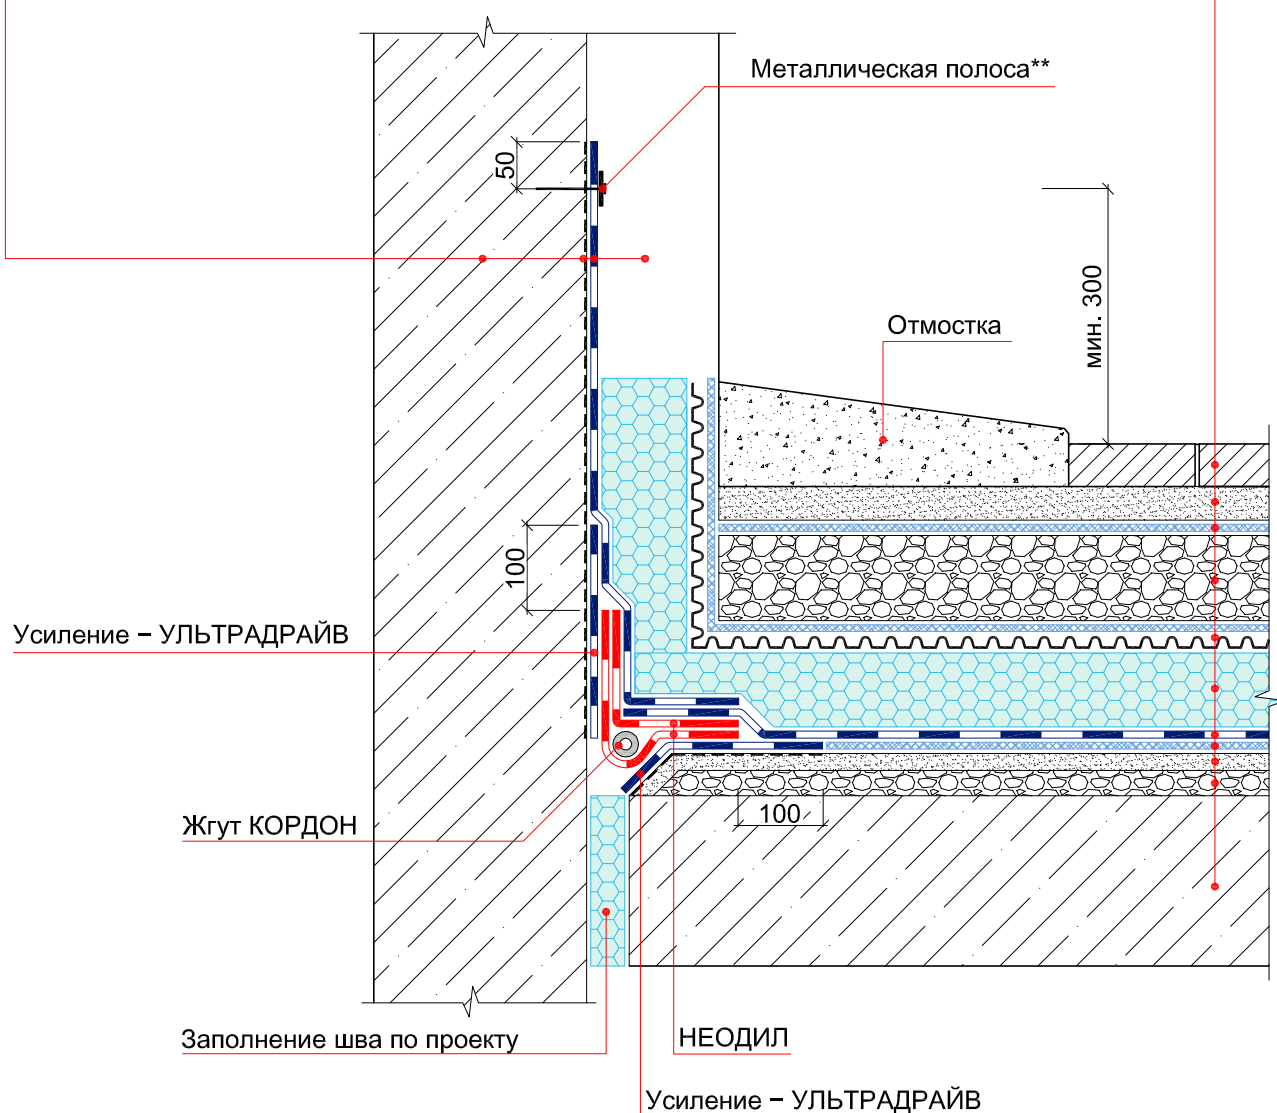 Металлическая полоса**
50
мин. 300
Отмостка
100
Усиление – УЛЬТРАДРАЙВ
Жгут КОРДОН
100
Заполнение шва по проекту
НЕОДИЛ
Усиление – УЛЬТРАДРАЙВ